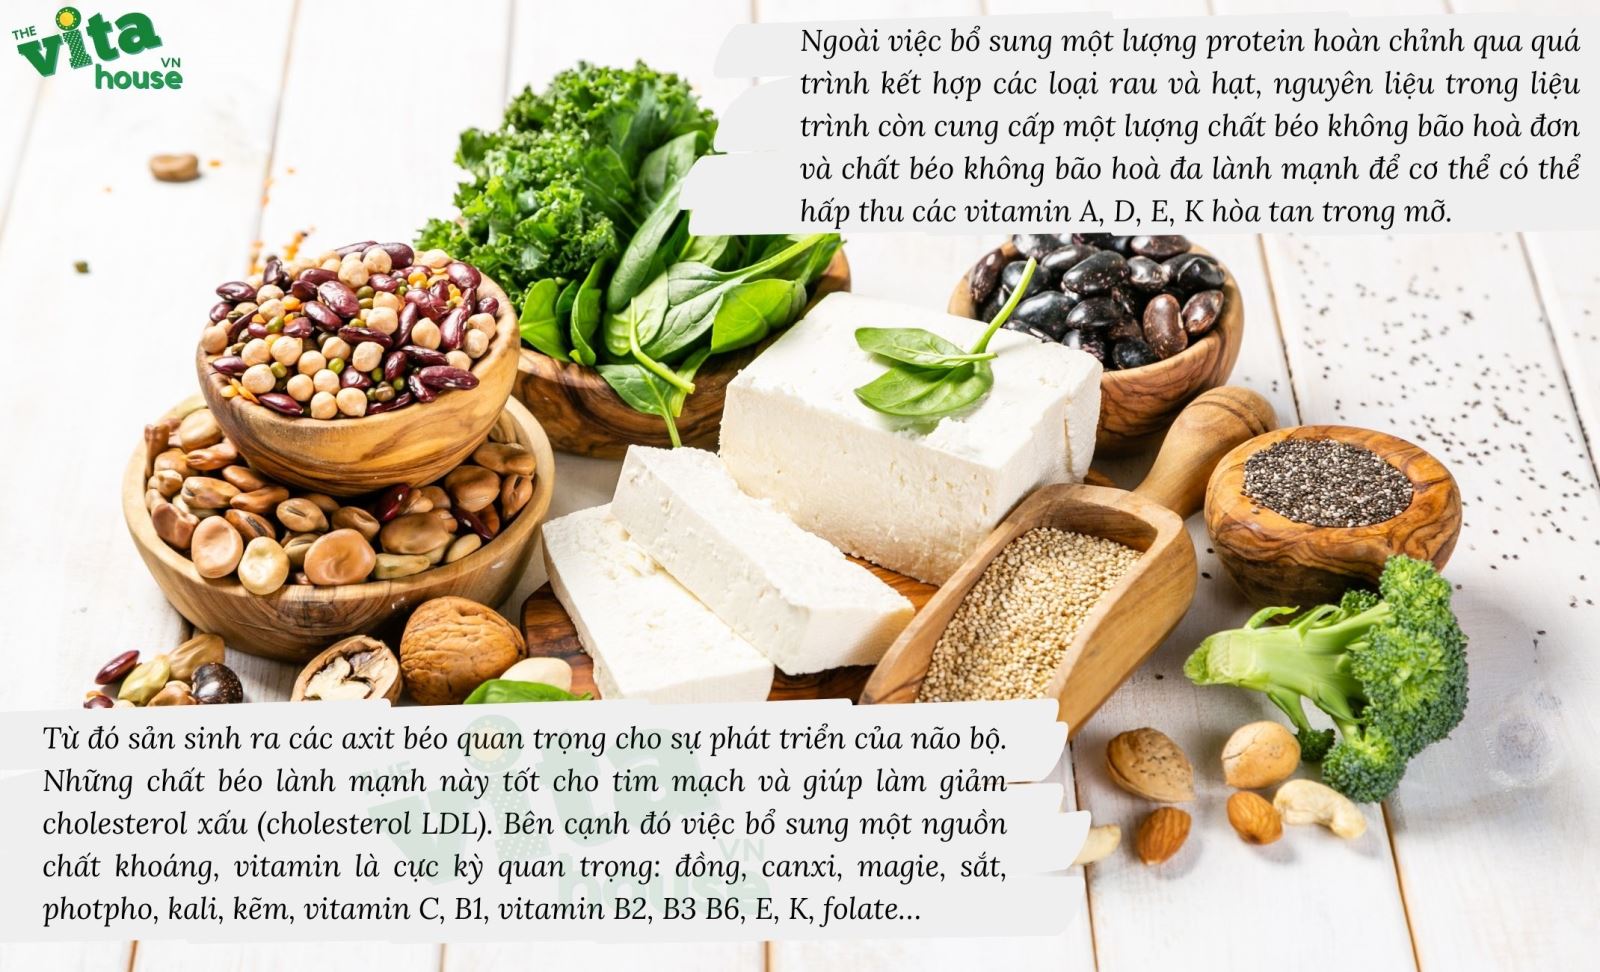 THE
vita
VN
house
Ngoài việc bổ sung một lượng protein hoàn chỉnh qua quá
trình kết hợp các loại rau và hạt, nguyên liệu trong liệu
trình còn cung cấp một lượng chất béo không bão hoà đơn
và chất béo không bão hoà đa lành mạnh để cơ thể có thể
hấp thu các vitamin A, D, E, K hòa tan trong mỡ.
Từ đó sản sinh ra các axit béo quan trọng cho sự phát triển của não bộ.
Những chất béo lành mạnh này tốt cho tim mạch và giúp làm giảm
cholesterol xấu (cholesterol LDL). Bên cạnh đó việc bổ sung một nguồn
chất khoáng, vitamin là cực kỳ quan trọng: đồng, canxi, magie, sắt,
photpho, kali, kẽm, vitamin C, B1, vitamin B2, B3 B6, E, K, folate...
THE
vita
VN
house